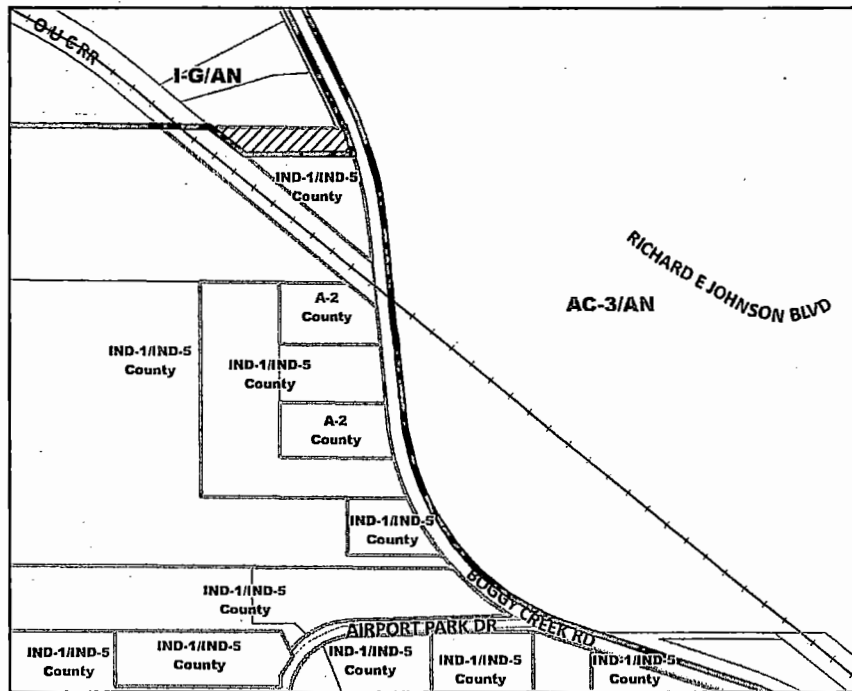 O U C RR
I-G/AN
IND-1/IND-5
County
RICHARD E JOHNSON BLVD
AC-3/AN
A-2
County
IND-1/IND-5
County
IND-1/IND-5
County
A-2
County
IND-1/IND-5
County
IND-1/IND-5
County
BOGGY CREEK RD
AIRPORT PARK DR
IND-1/IND-5
County
IND-1/IND-5
County
IND-1/IND-5
County
IND-1/IND-5
County
IND-1/IND-5
County